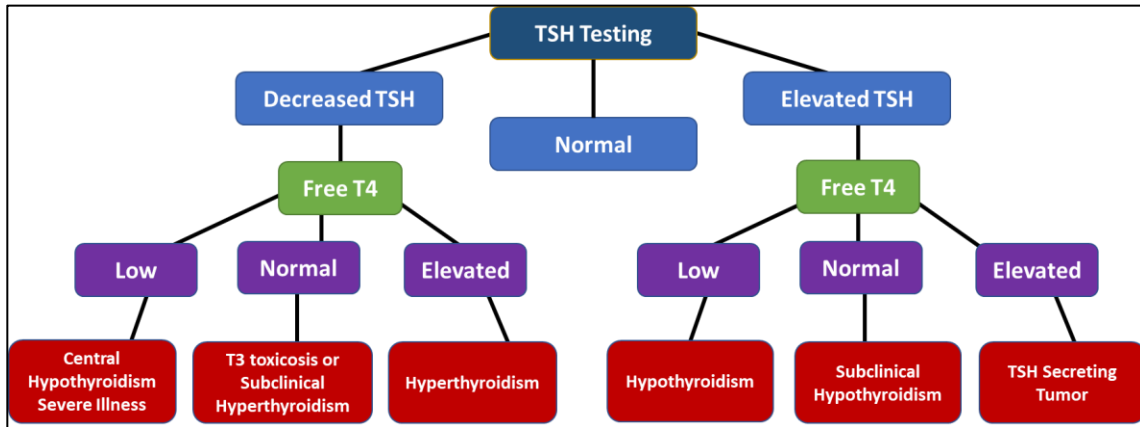 TSH Testing
Decreased TSH
Normal
Elevated TSH
Free T4
Free T4
Low
Normal
Elevated
Low
Normal
Elevated
Central
Hypothyroidism
Severe Illness
T3 toxicosis or
Subclinical
Hyperthyroidism
Hyperthyroidism
Hypothyroidism
Subclinical
Hypothyroidism
TSH Secreting
Tumor